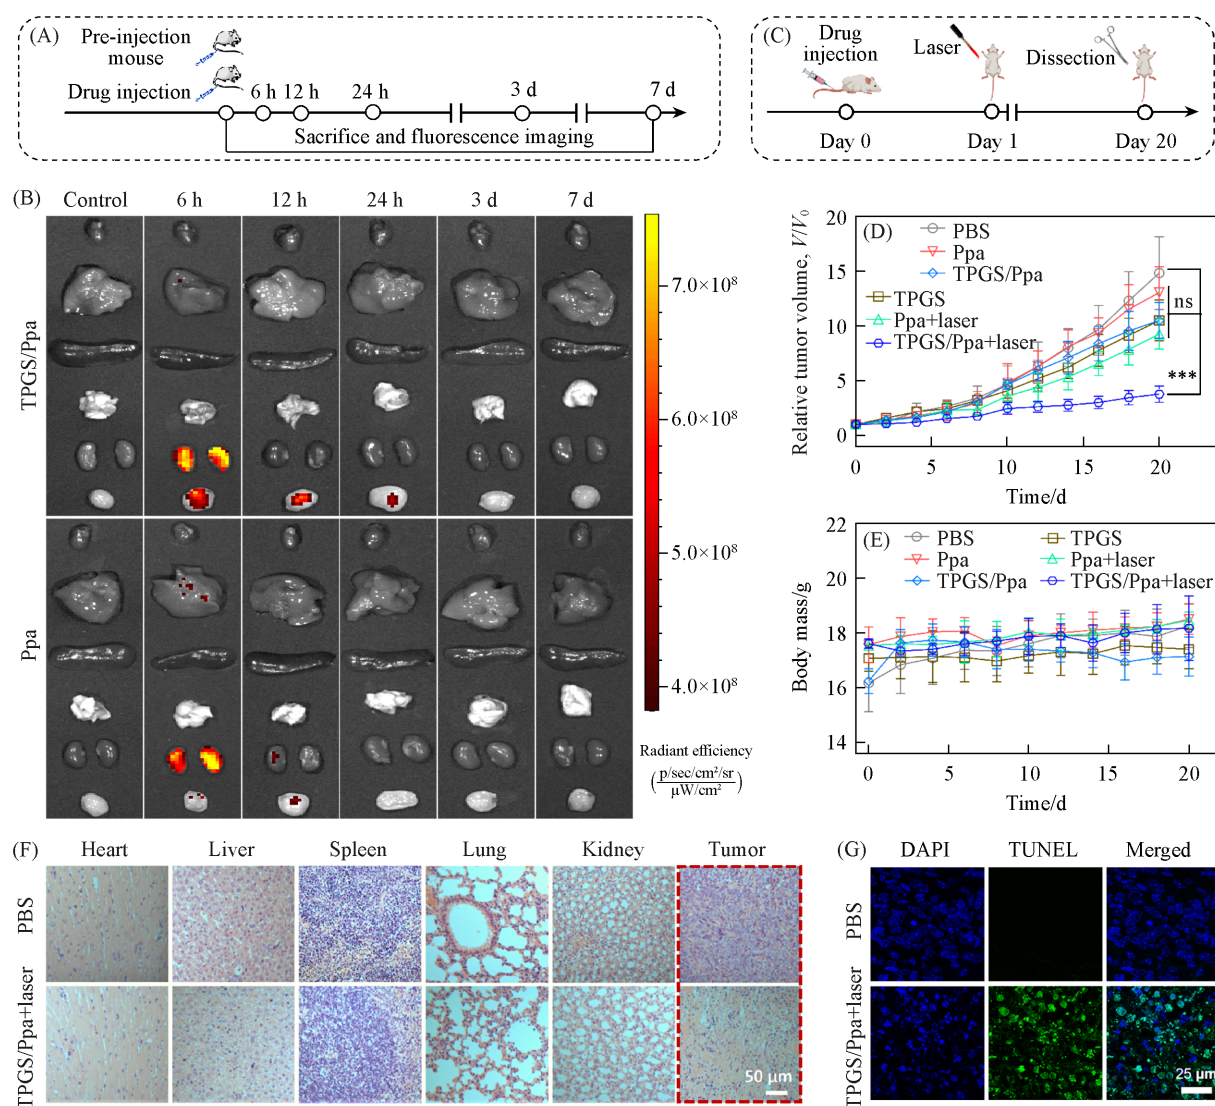 (A)
Pre-injection
mouse
Drug injection
6 h
12 h
24 h
3 d
7 d
Sacrifice and fluorescence imaging
(C)
Drug
injection
Laser
Dissection
Day 0
Day 1
Day 20
(B)
Control
6 h
12 h
24 h
3 d
7 d
TPGS/Ppa
Ppa
7.0×10⁸
6.0×10⁸
5.0×10⁸
4.0×10⁸
Radiant efficiency
(p/sec/cm²/sr
µW/cm²)
(D)
PBS
Ppa
TPGS/Ppa
TPGS
Ppa+laser
TPGS/Ppa+laser
ns
***
Relative tumor volume, V/V₀
20
15
10
5
0
0
5
10
15
20
Time/d
(E)
PBS
Ppa
TPGS/Ppa
TPGS
Ppa+laser
TPGS/Ppa+laser
Body mass/g
22
20
18
16
14
0
5
10
15
20
Time/d
(F)
Heart
Liver
Spleen
Lung
Kidney
Tumor
PBS
TPGS/Ppa+laser
50 µm
(G)
DAPI
TUNEL
Merged
PBS
TPGS/Ppa+laser
25 µm